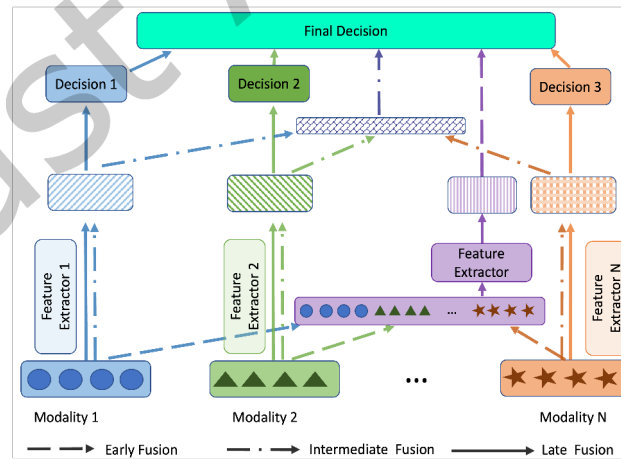 Final Decision
Decision 1
Decision 2
Decision 3
Feature
Extractor 1
Feature
Extractor 2
Feature
Extractor
Feature
Extractor N
...
...
Modality 1
Modality 2
Modality N
Early Fusion
Intermediate Fusion
Late Fusion